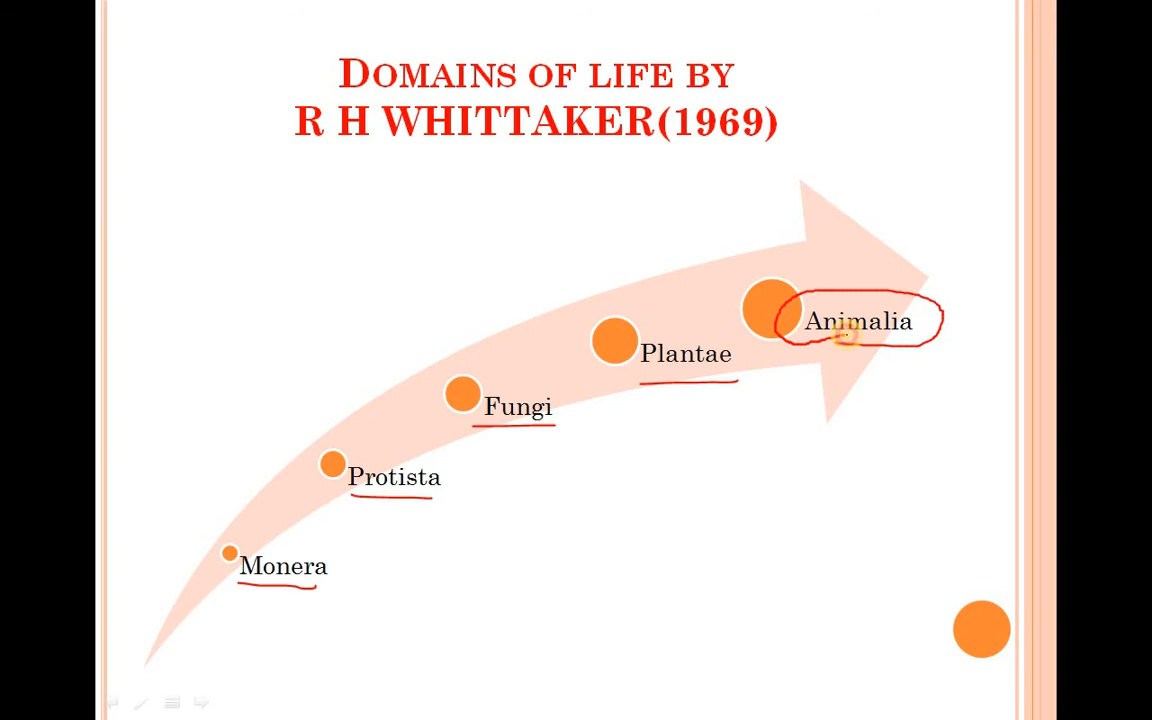 DOMAINS OF LIFE BY
R H WHITTAKER(1969)
Animalia
Plantae
Fungi
Protista
Monera